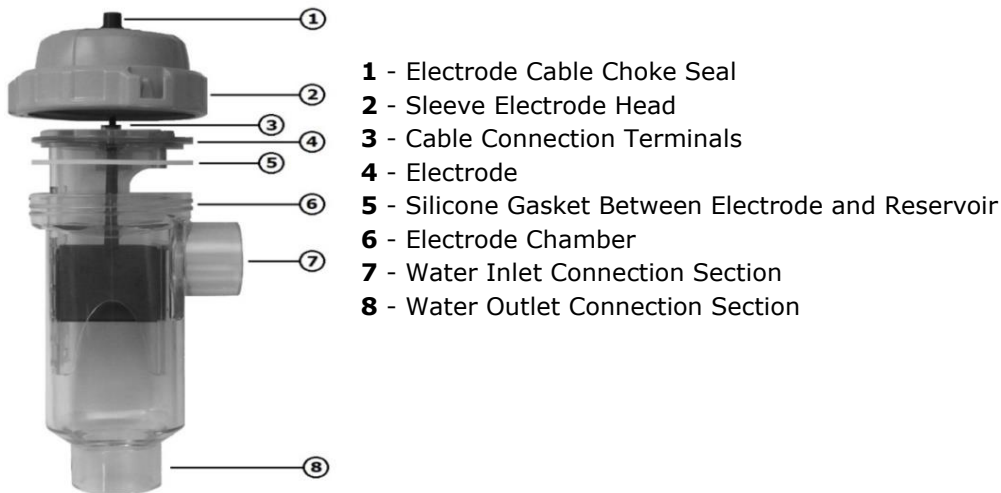 1
2
3
4
5
6
7
8
1 - Electrode Cable Choke Seal
2 - Sleeve Electrode Head
3 - Cable Connection Terminals
4 - Electrode
5 - Silicone Gasket Between Electrode and Reservoir
6 - Electrode Chamber
7 - Water Inlet Connection Section
8 - Water Outlet Connection Section